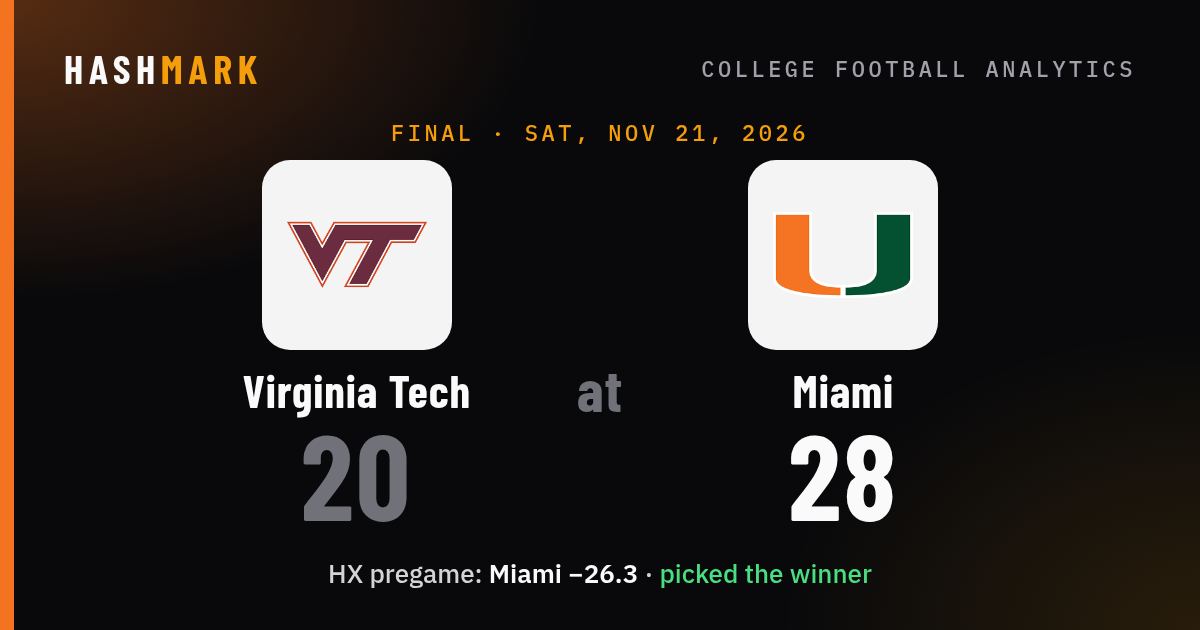 HASHMARK
COLLEGE FOOTBALL ANALYTICS
FINAL · SAT, NOV 21, 2026
VT
U
Virginia Tech
at
Miami
20
28
HX pregame: Miami −26.3 · picked the winner